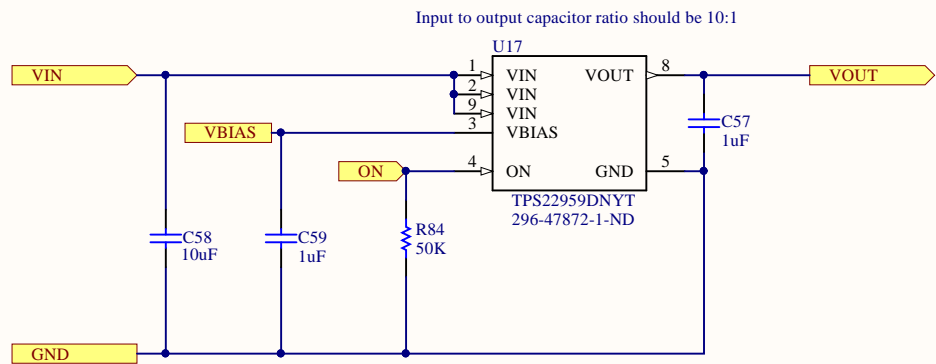 Input to output capacitor ratio should be 10:1
U17
VIN
1
VIN
VOUT
8
VOUT
2
VIN
9
VIN
VBIAS
3
VBIAS
C57
1uF
ON
4
ON
GND
5
TPS22959DNYT
296-47872-1-ND
C58
10uF
C59
1uF
R84
50K
GND